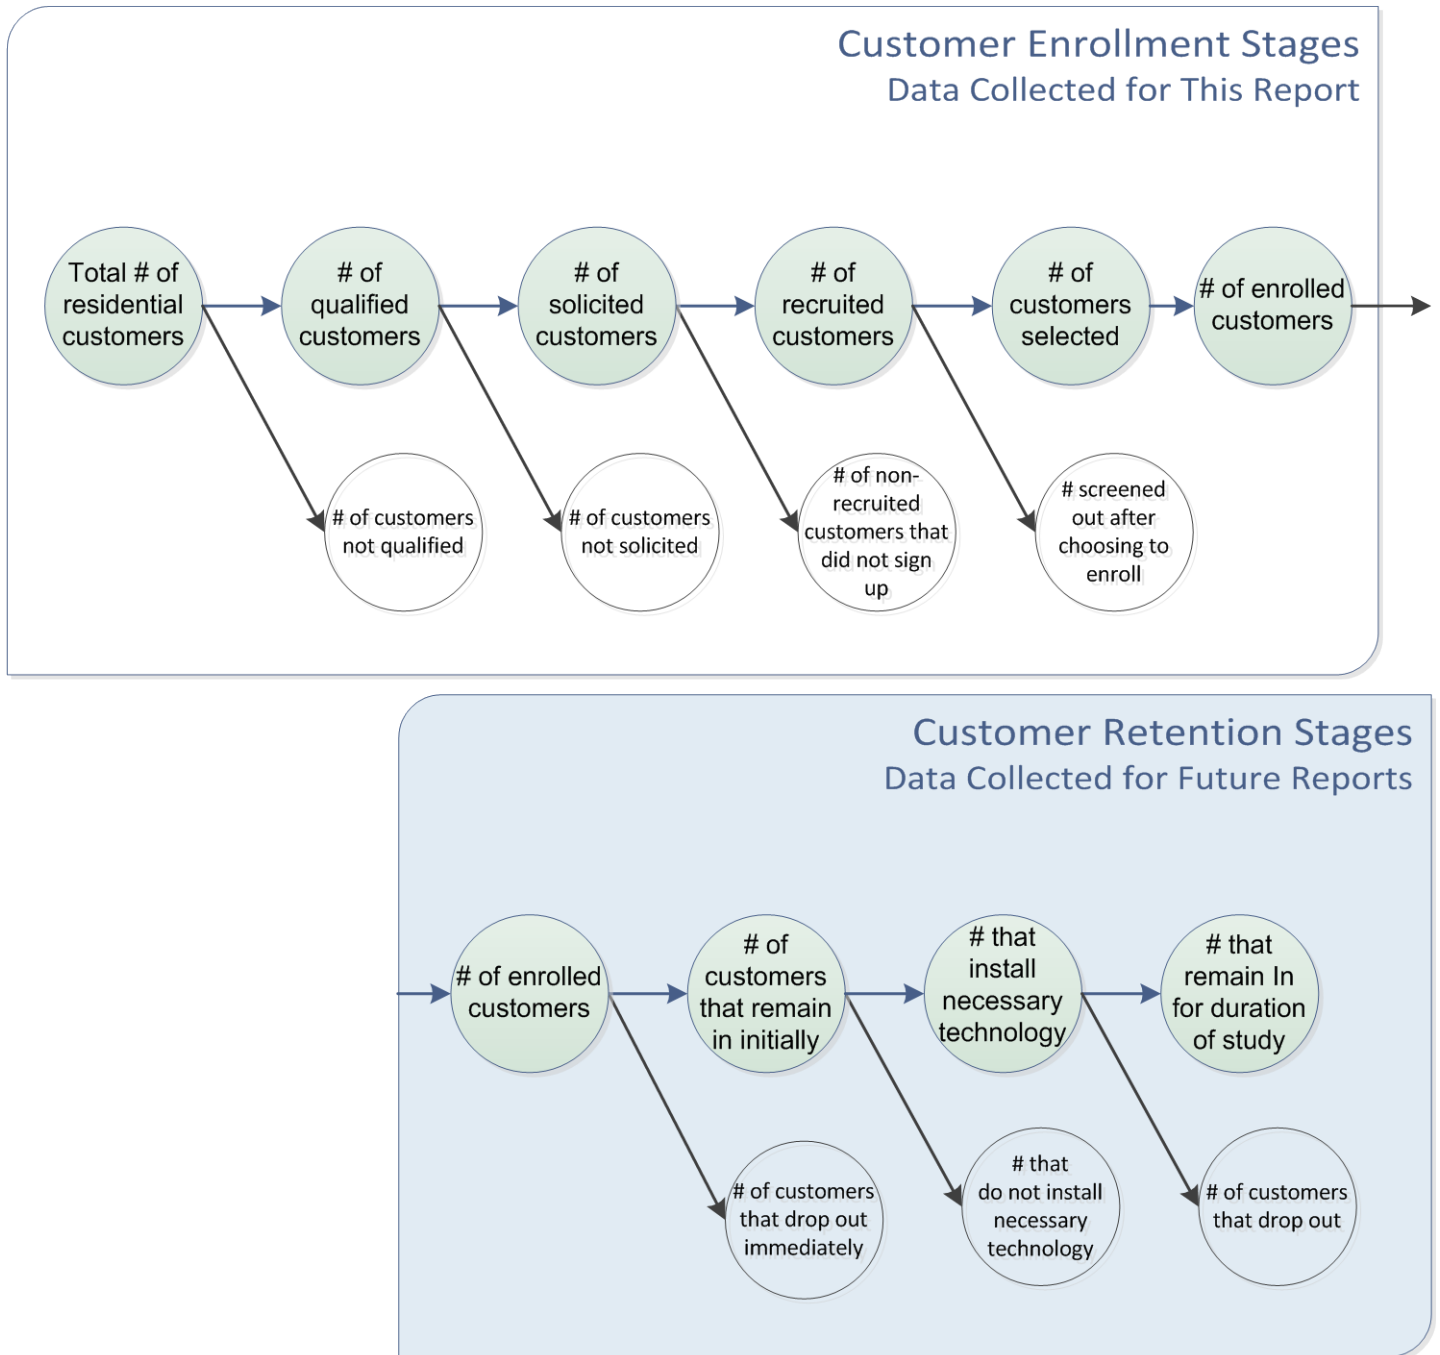 Customer Enrollment Stages
Data Collected for This Report
Total # of
residential
customers
# of
qualified
customers
# of
solicited
customers
# of
recruited
customers
# of
customers
selected
# of enrolled
customers
# of customers
not qualified
# of customers
not solicited
# of non-
recruited
customers that
did not sign
up
# screened
out after
choosing to
enroll
Customer Retention Stages
Data Collected for Future Reports
# of enrolled
customers
# of
customers
that remain
in initially
# that
install
necessary
technology
# that
remain In
for duration
of study
# of customers
that drop out
immediately
# that
do not install
necessary
technology
# of customers
that drop out